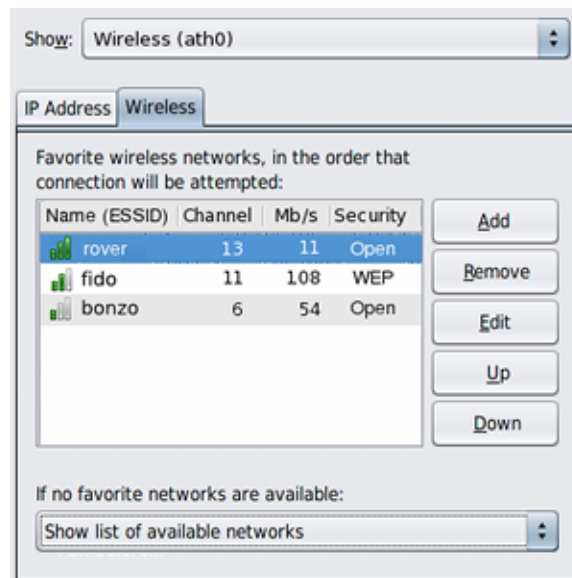 Show: Wireless (ath0)
IP Address Wireless
Favorite wireless networks, in the order that
connection will be attempted:
Name (ESSID) Channel Mb/s Security
rover 13 11 Open
fido 11 108 WEP
bonzo 6 54 Open
Add
Remove
Edit
Up
Down
If no favorite networks are available:
Show list of available networks